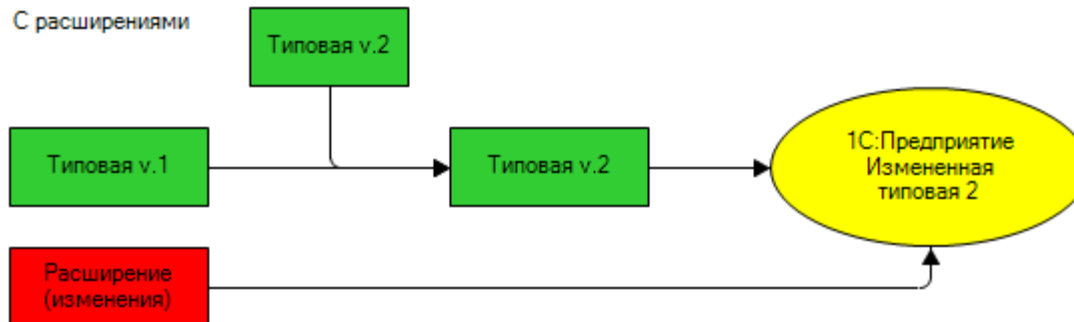 С расширениями
Типовая v.2
Типовая v.1
Типовая v.2
1С:Предприятие
Измененная
типовая 2
Расширение
(изменения)